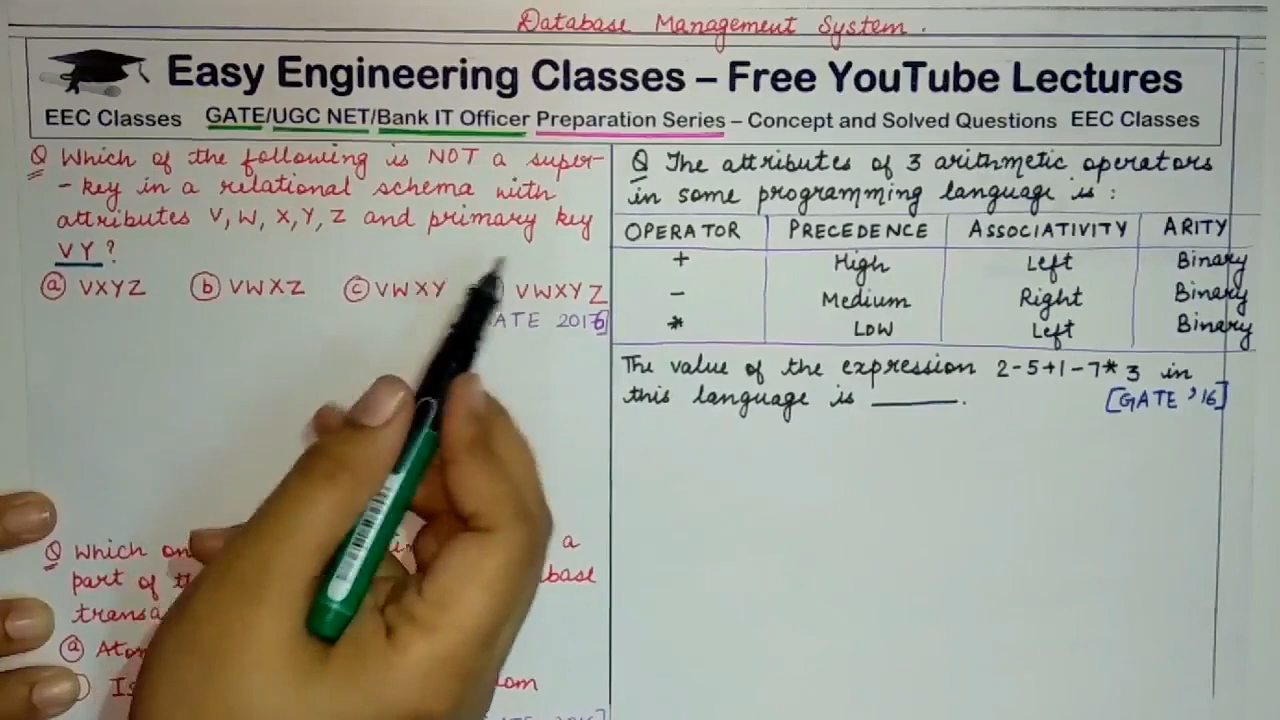 Database Management System.
Easy Engineering Classes – Free YouTube Lectures
EEC Classes GATE/UGC NET/Bank IT Officer Preparation Series – Concept and Solved Questions EEC Classes
Q Which of the following is NOT a super-
-key in a relational schema with
attributes V, W, X, Y, Z and primary key
VY?
(a) VXYZ (b) VWXZ (c) VWXY VWXYZ
2016]
Q Which a
part of
(a)
Q The attributes of 3 arithmetic operators
in some programming language is:
OPERATOR PRECEDENCE ASSOCIATIVITY ARITY
+ High Left Binary
- Medium Right Binary
* Low Left Binary
The value of the expression 2-5+1-7*3 in
this language is ______.
[GATE '16]